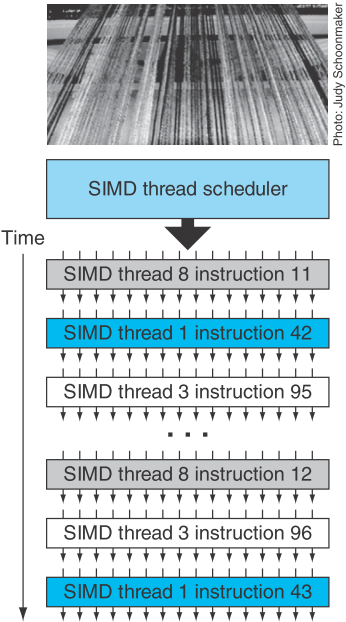 Photo: Judy Schoonmaker
SIMD thread scheduler
Time
SIMD thread 8 instruction 11
SIMD thread 1 instruction 42
SIMD thread 3 instruction 95
. . .
SIMD thread 8 instruction 12
SIMD thread 3 instruction 96
SIMD thread 1 instruction 43